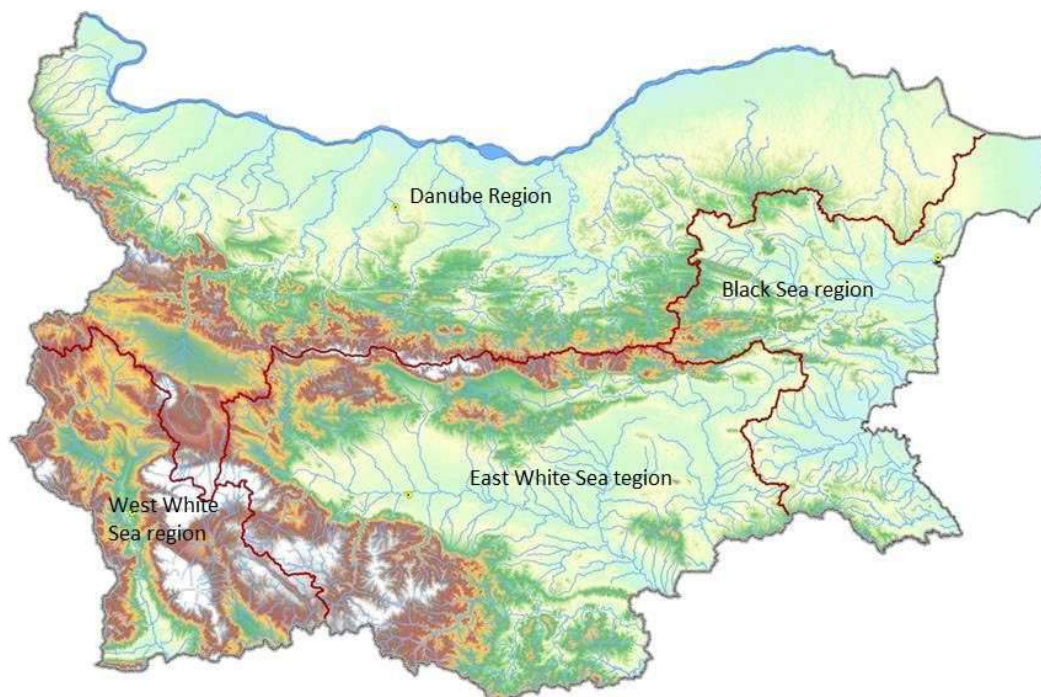 Danube Region
Black Sea region
East White Sea tegion
West White
Sea region